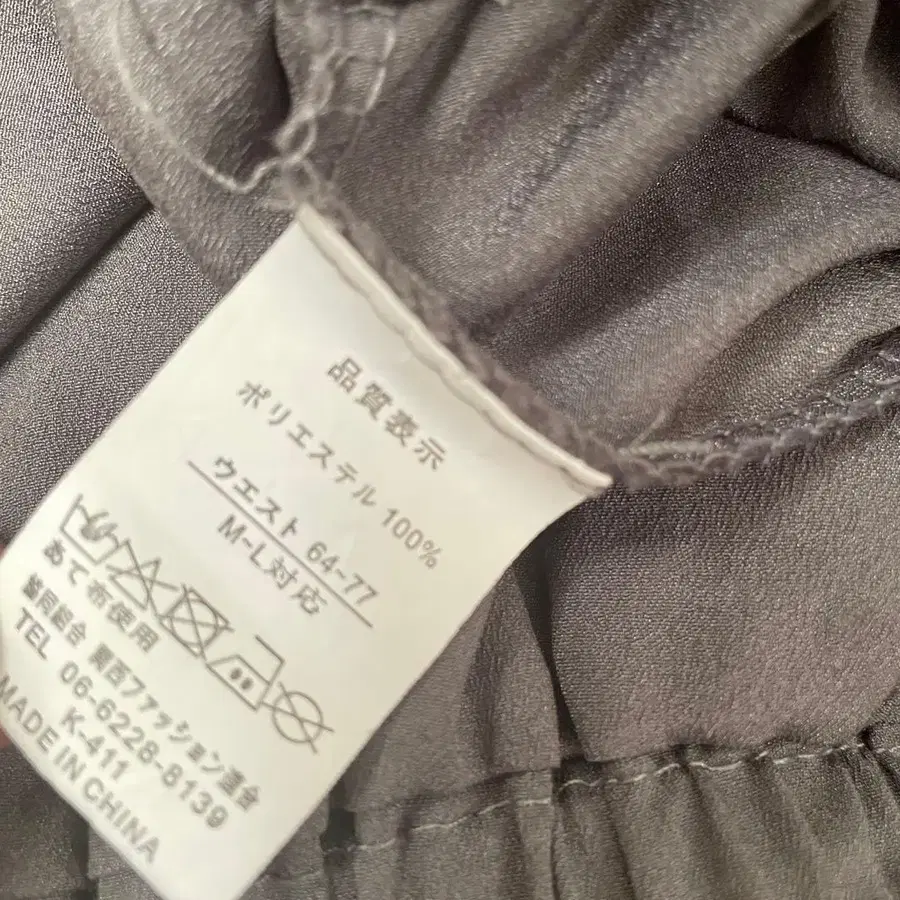 品質表示
ポリエステル 100%
ウエスト 64-77
M-L対応
あて布使用
協同組合 関西ファッション連合
TEL 06-6228-8139
K-411
MADE IN CHINA